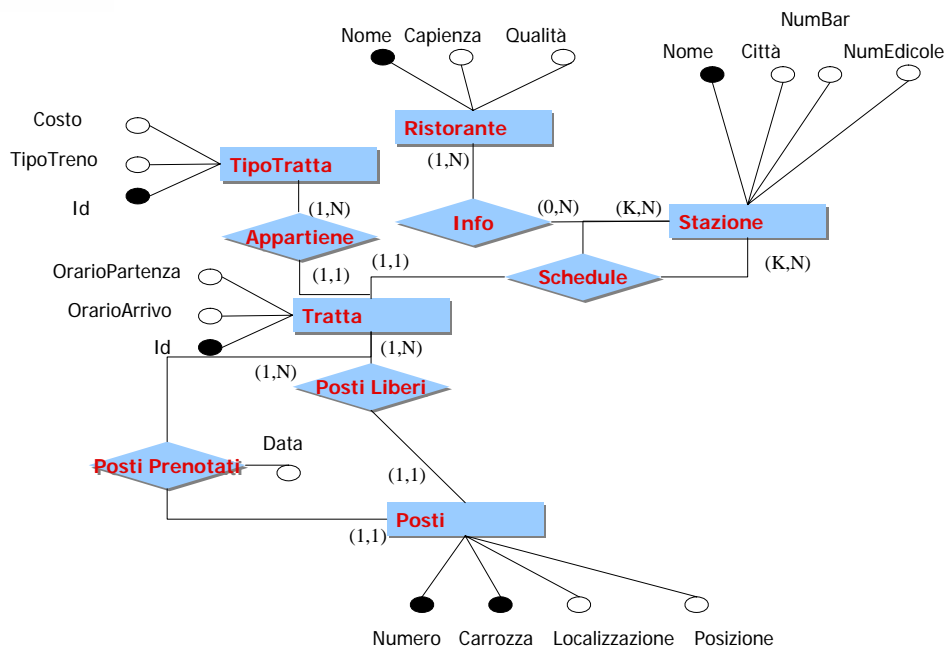 NumBar
Nome Capienza Qualità
Nome Città NumEdicole
Costo
Ristorante
TipoTreno
TipoTratta
(1,N)
Id
(1,N)
(0,N)
(K,N)
Info
Stazione
Appartiene
(1,1)
(1,1)
(K,N)
OrarioPartenza
Schedule
OrarioArrivo
Tratta
Id
(1,N)
(1,N)
Posti Liberi
Data
Posti Prenotati
(1,1)
Posti
(1,1)
Numero Carrozza Localizzazione Posizione